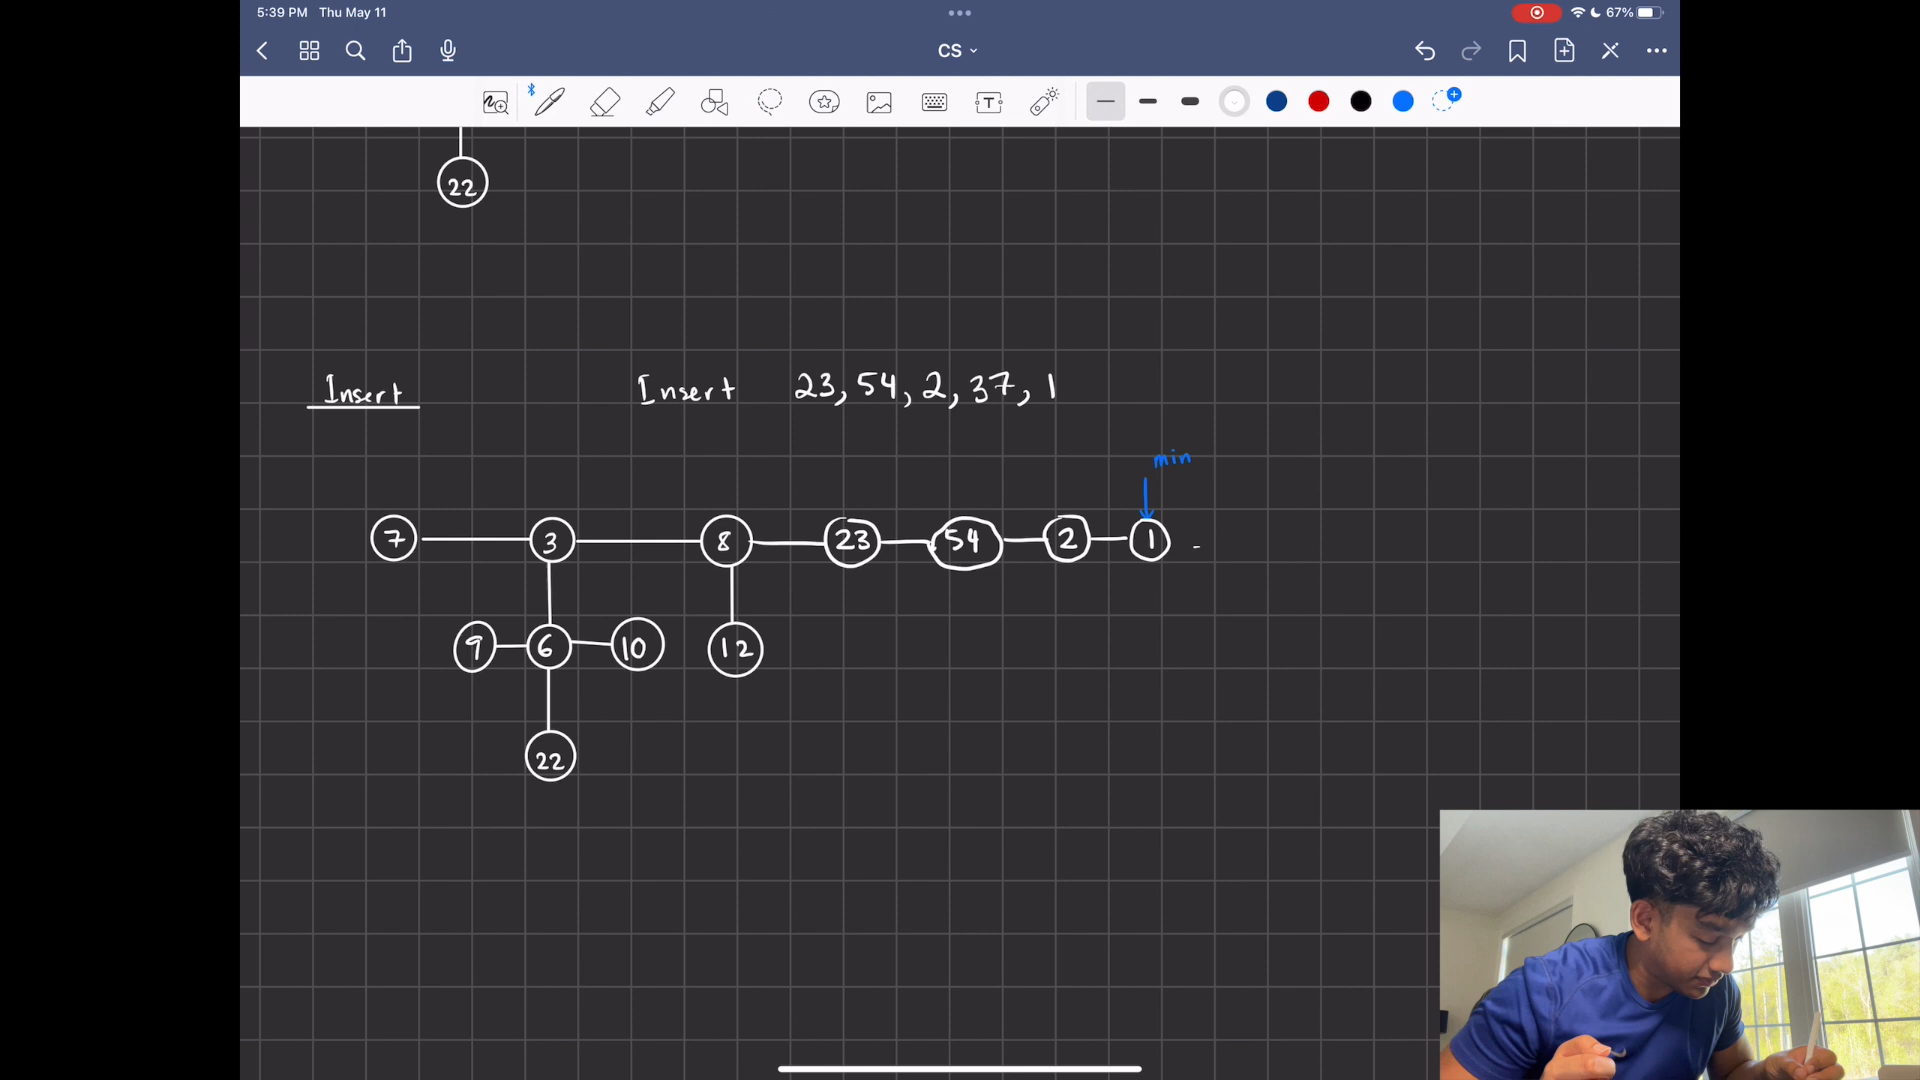 5:39 PM Thu May 11
67%
CS
T
22
Insert
Insert 23, 54, 2, 37, 1
min
7 3 8 23 54 2 1
9 6 10 12
22